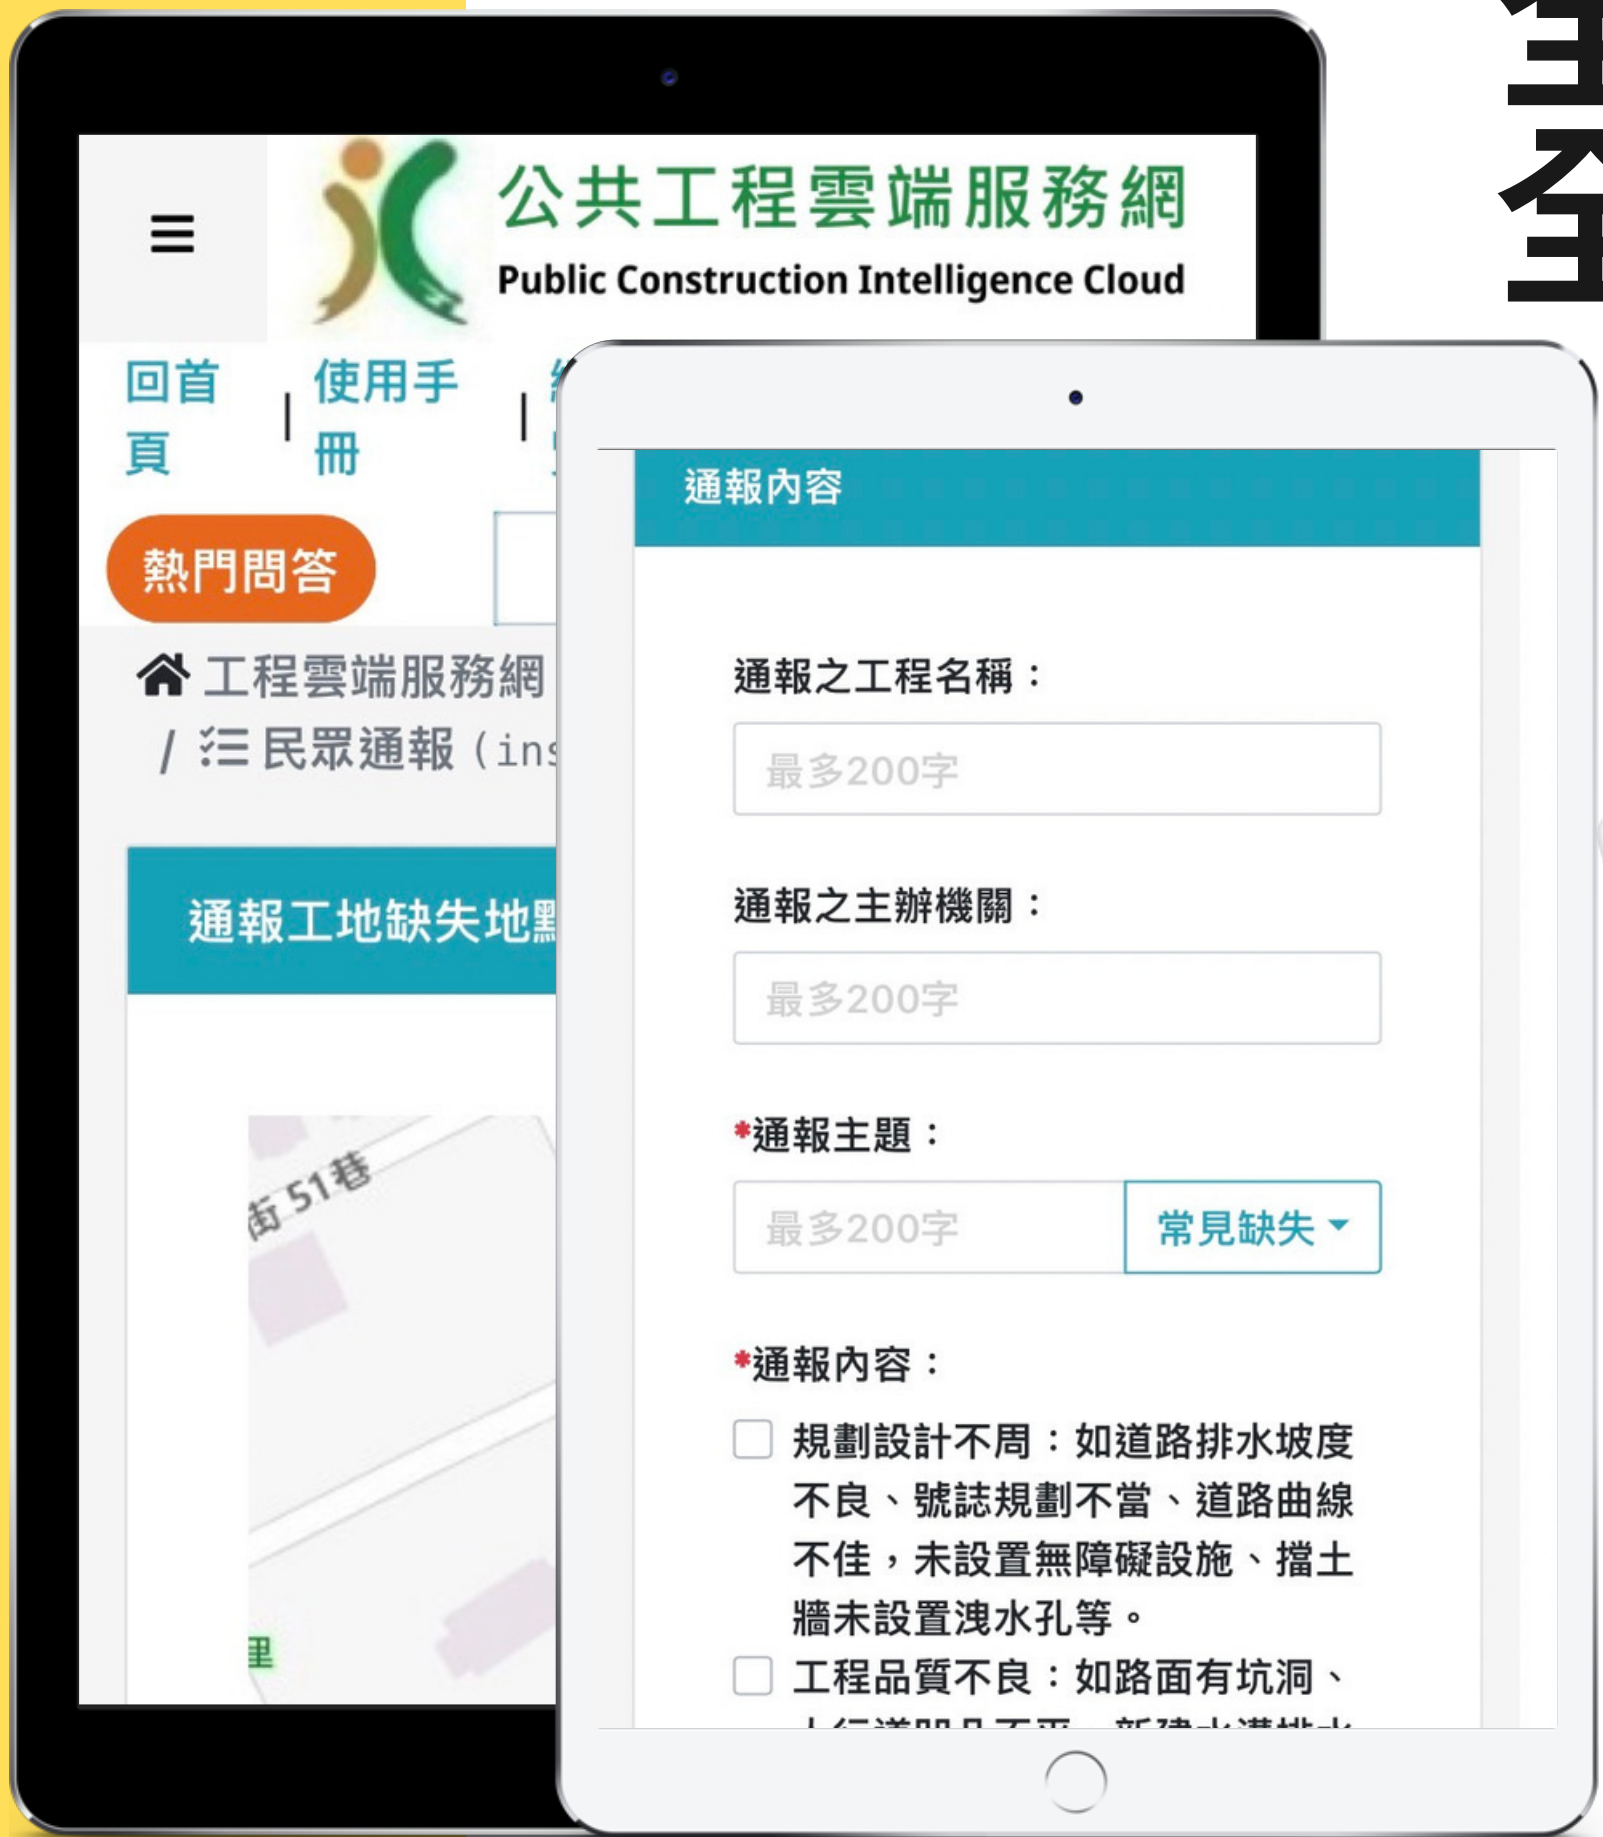 全
公共工程雲端服務網
Public Construction Intelligence Cloud
回首頁 | 使用手冊 |
熱門問答
工程雲端服務網
/ 民眾通報 (ins
通報工地缺失地點
街 51巷
里
通報內容
通報之工程名稱：
最多200字
通報之主辦機關：
最多200字
*通報主題：
最多200字 常見缺失
*通報內容：
規劃設計不周：如道路排水坡度
不良、號誌規劃不當、道路曲線
不佳，未設置無障礙設施、擋土
牆未設置洩水孔等。
工程品質不良：如路面有坑洞、